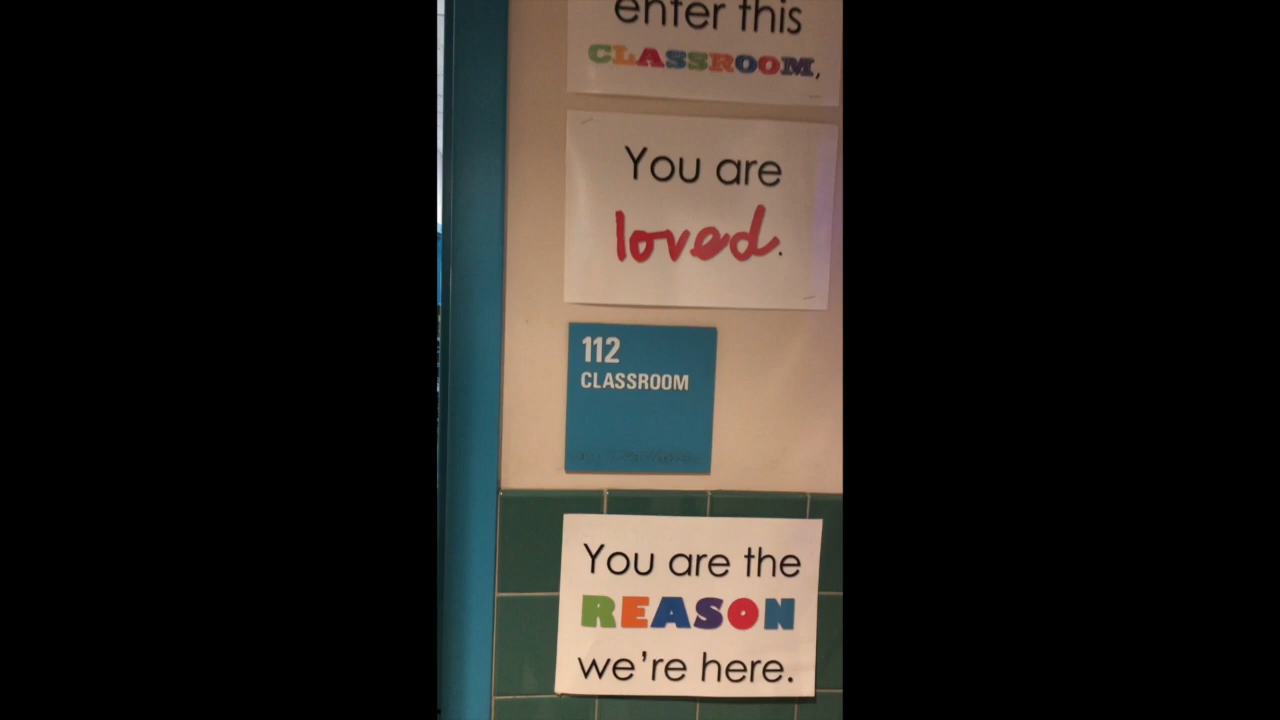 enter this
CLASSROOM,
You are
loved.
112
CLASSROOM
You are the
REASON
we're here.